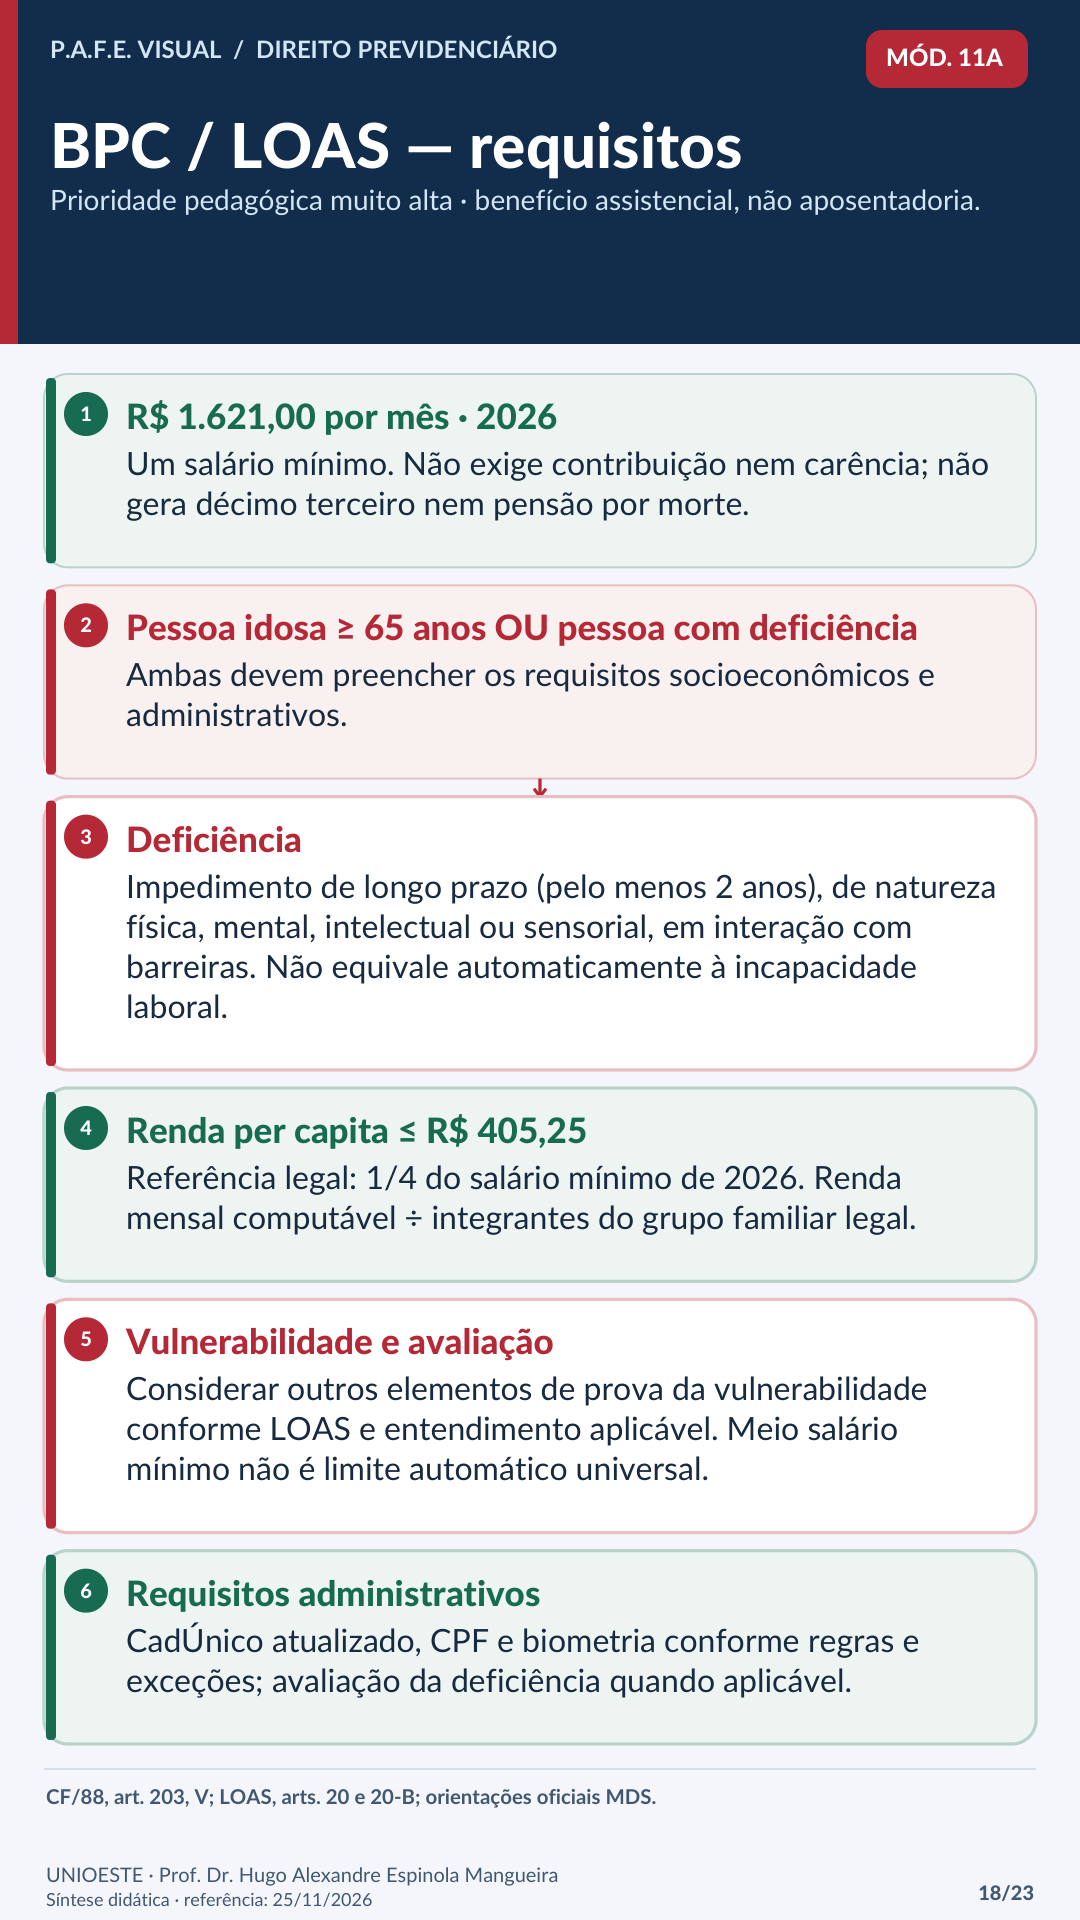 P.A.F.E. VISUAL / DIREITO PREVIDENCIÁRIO
MÓD. 11A
BPC / LOAS — requisitos
Prioridade pedagógica muito alta · benefício assistencial, não aposentadoria.
1
R$ 1.621,00 por mês · 2026
Um salário mínimo. Não exige contribuição nem carência; não
gera décimo terceiro nem pensão por morte.
2
Pessoa idosa ≥ 65 anos OU pessoa com deficiência
Ambas devem preencher os requisitos socioeconômicos e
administrativos.
↓
3
Deficiência
Impedimento de longo prazo (pelo menos 2 anos), de natureza
física, mental, intelectual ou sensorial, em interação com
barreiras. Não equivale automaticamente à incapacidade
laboral.
4
Renda per capita ≤ R$ 405,25
Referência legal: 1/4 do salário mínimo de 2026. Renda
mensal computável ÷ integrantes do grupo familiar legal.
5
Vulnerabilidade e avaliação
Considerar outros elementos de prova da vulnerabilidade
conforme LOAS e entendimento aplicável. Meio salário
mínimo não é limite automático universal.
6
Requisitos administrativos
CadÚnico atualizado, CPF e biometria conforme regras e
exceções; avaliação da deficiência quando aplicável.
CF/88, art. 203, V; LOAS, arts. 20 e 20-B; orientações oficiais MDS.
UNIOESTE · Prof. Dr. Hugo Alexandre Espinola Mangueira
Síntese didática · referência: 25/11/2026
18/23